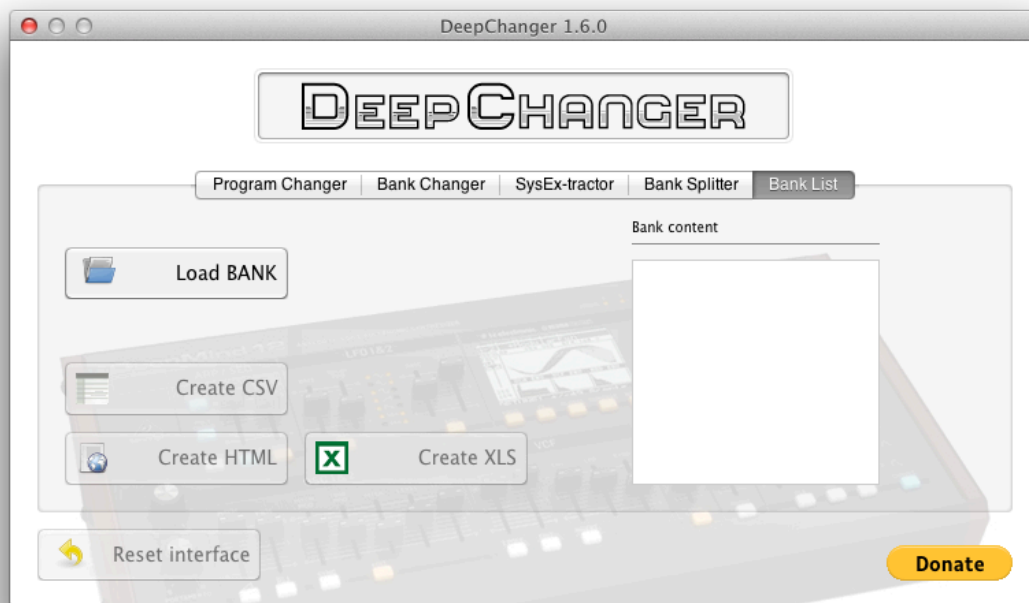 DeepChanger 1.6.0
DEEPCHANGER
Program Changer Bank Changer SysEx-tractor Bank Splitter Bank List
Bank content
Load BANK
Create CSV
Create HTML Create XLS
Reset interface
Donate